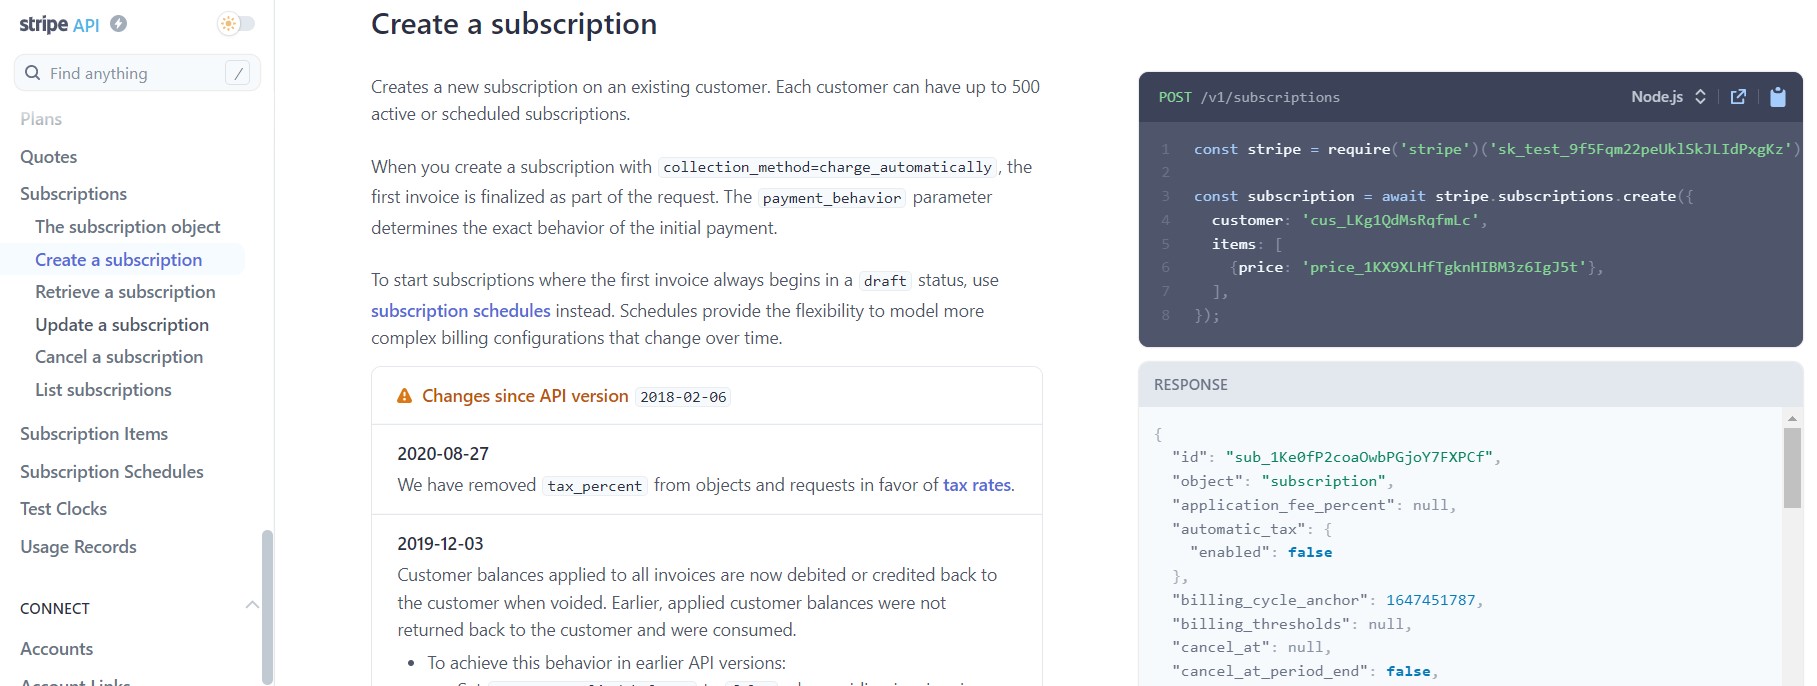 stripe API
Find anything /
Plans
Quotes
Subscriptions
The subscription object
Create a subscription
Retrieve a subscription
Update a subscription
Cancel a subscription
List subscriptions
Subscription Items
Subscription Schedules
Test Clocks
Usage Records
CONNECT
Accounts
Account Links
Create a subscription
Creates a new subscription on an existing customer. Each customer can have up to 500
active or scheduled subscriptions.
When you create a subscription with collection_method=charge_automatically, the
first invoice is finalized as part of the request. The payment_behavior parameter
determines the exact behavior of the initial payment.
To start subscriptions where the first invoice always begins in a draft status, use
subscription schedules instead. Schedules provide the flexibility to model more
complex billing configurations that change over time.
Changes since API version 2018-02-06
2020-08-27
We have removed tax_percent from objects and requests in favor of tax rates.
2019-12-03
Customer balances applied to all invoices are now debited or credited back to
the customer when voided. Earlier, applied customer balances were not
returned back to the customer and were consumed.
• To achieve this behavior in earlier API versions:
POST /v1/subscriptions Node.js
1 const stripe = require('stripe')('sk_test_9f5Fqm22peUklSkJLIdPxgKz')
2
3 const subscription = await stripe.subscriptions.create({
4 customer: 'cus_LKg1QdMsRqfmLc',
5 items: [
6 {price: 'price_1KX9XLHfTgknHIBM3z6IgJ5t'},
7 ],
8 });
RESPONSE
{
"id": "sub_1Ke0fP2coaOwbPGjoY7FXPCf",
"object": "subscription",
"application_fee_percent": null,
"automatic_tax": {
"enabled": false
},
"billing_cycle_anchor": 1647451787,
"billing_thresholds": null,
"cancel_at": null,
"cancel_at_period_end": false,